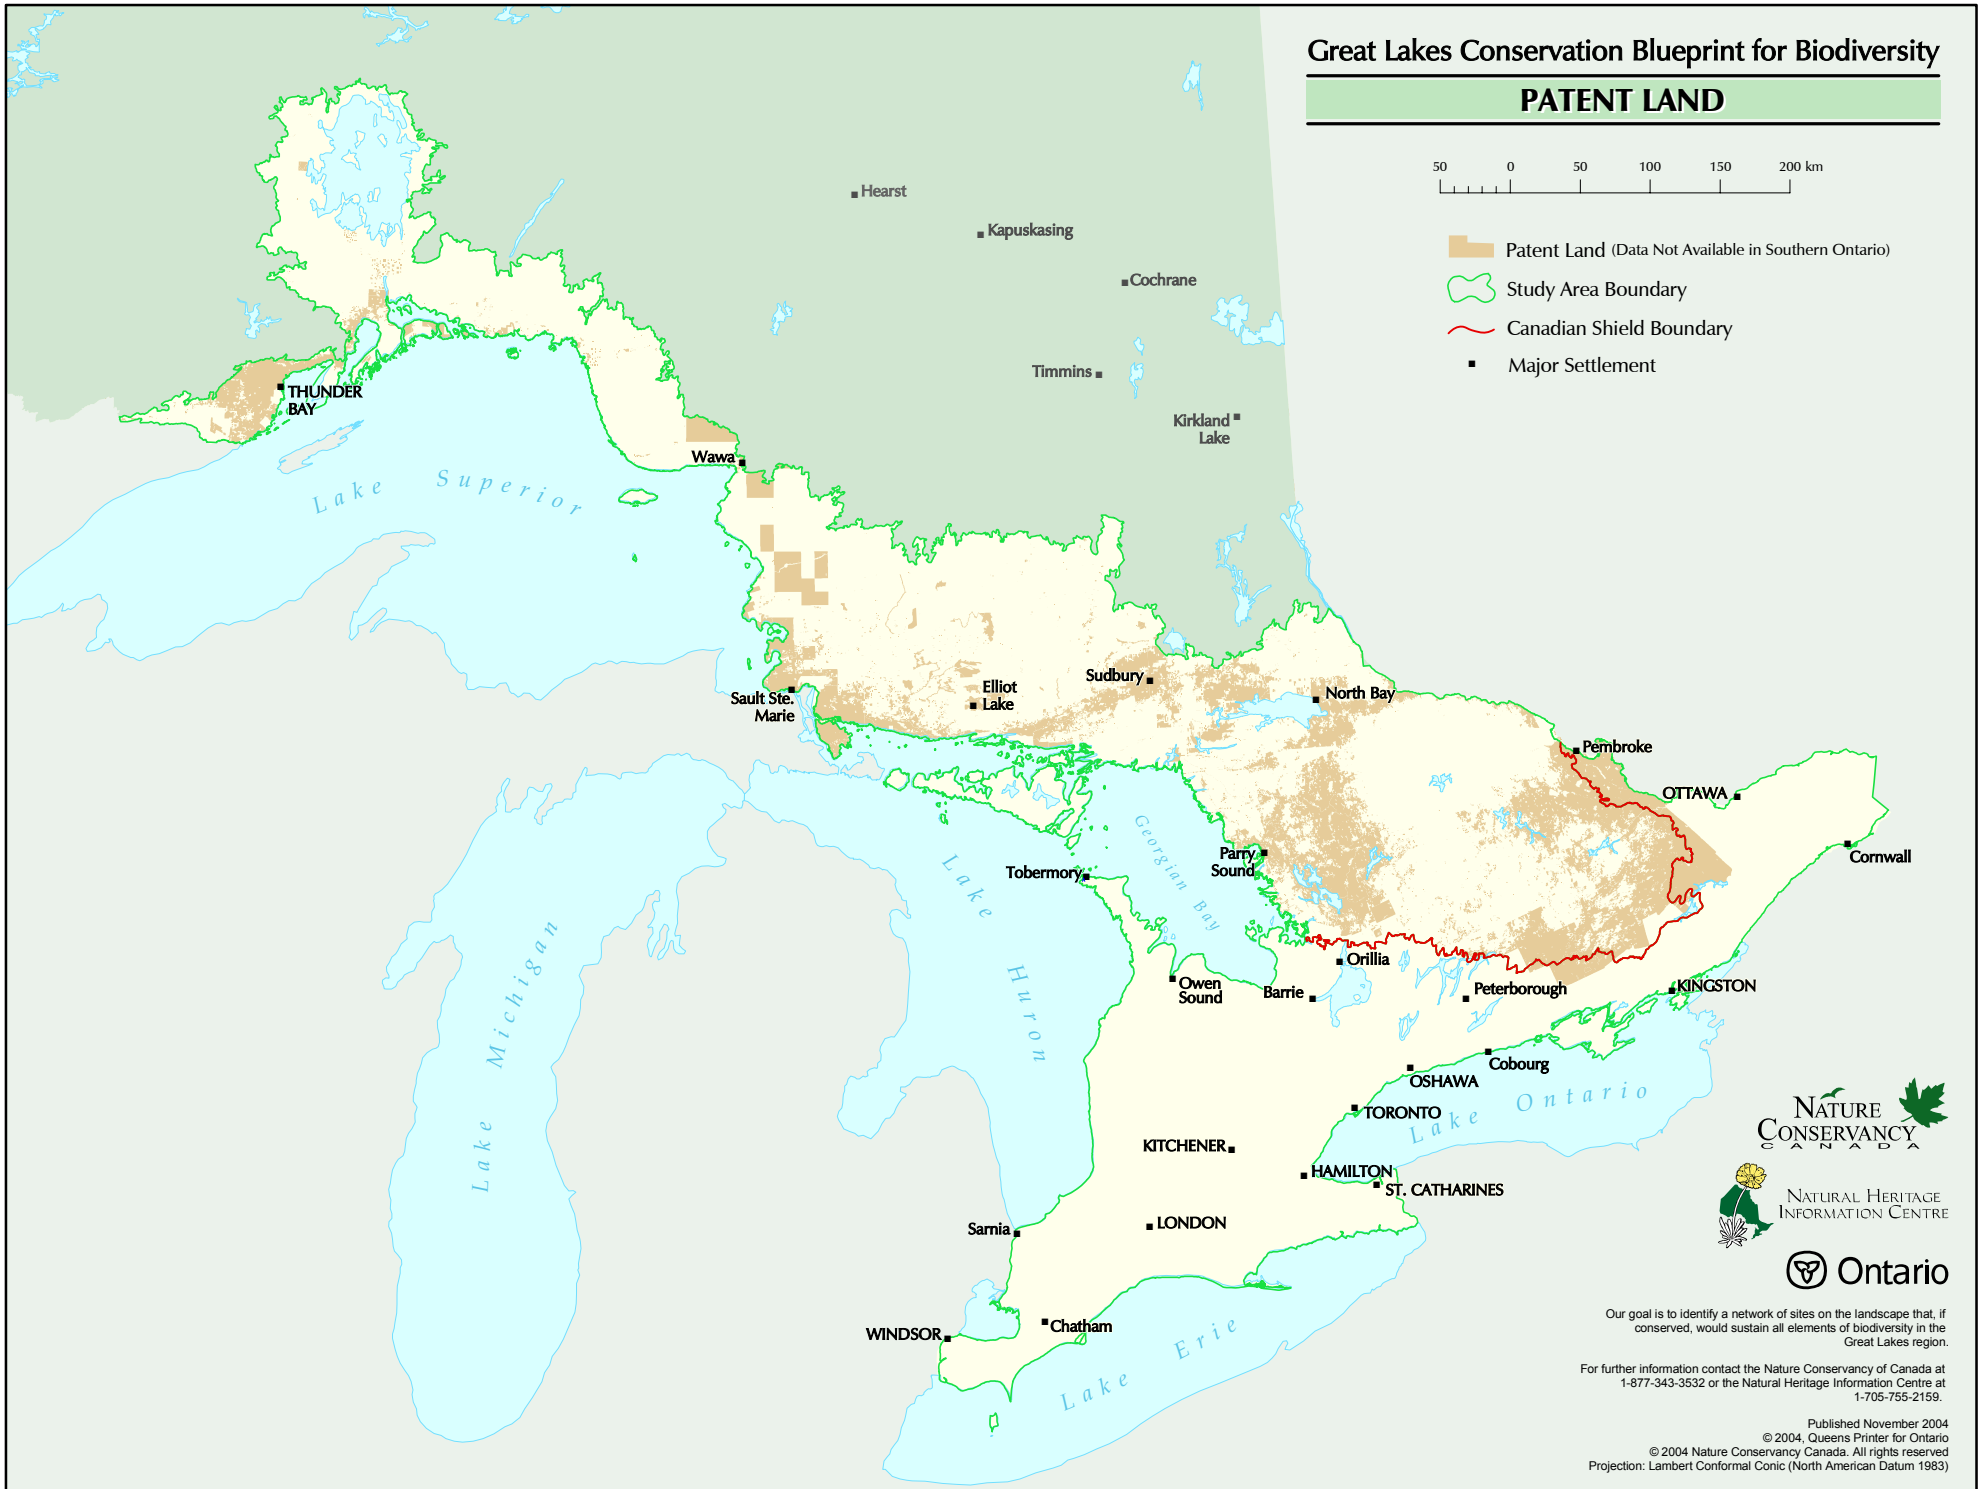 Great Lakes Conservation Blueprint for Biodiversity
PATENT LAND
50 0 50 100 150 200 km
Patent Land (Data Not Available in Southern Ontario)
Study Area Boundary
Canadian Shield Boundary
Major Settlement
Hearst
Kapuskasing
Cochrane
Timmins
Kirkland
Lake
THUNDER
BAY
Wawa
Lake Superior
Sault Ste.
Marie
Elliot
Lake
Sudbury
North Bay
Pembroke
OTTAWA
Cornwall
Parry
Sound
Georgian Bay
Tobermory
Lake Huron
Lake Michigan
Owen
Sound
Orillia
Barrie
Peterborough
KINGSTON
Cobourg
OSHAWA
TORONTO
Lake Ontario
KITCHENER
HAMILTON
ST. CATHARINES
LONDON
Sarnia
WINDSOR
Chatham
Lake Erie
NATURE
CONSERVANCY
CANADA
NATURAL HERITAGE
INFORMATION CENTRE
Ontario
Our goal is to identify a network of sites on the landscape that, if
conserved, would sustain all elements of biodiversity in the
Great Lakes region.
For further information contact the Nature Conservancy of Canada at
1-877-343-3532 or the Natural Heritage Information Centre at
1-705-755-2159.
Published November 2004
© 2004, Queens Printer for Ontario
© 2004 Nature Conservancy Canada. All rights reserved
Projection: Lambert Conformal Conic (North American Datum 1983)